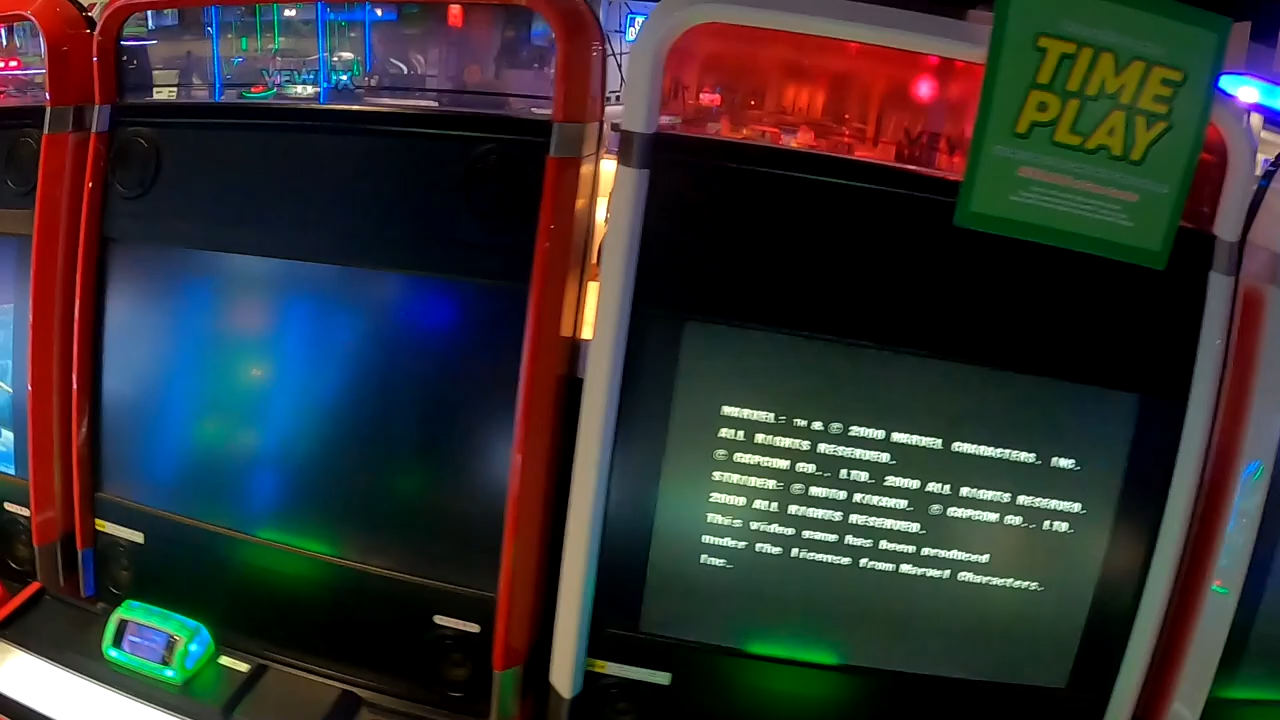 VEWLIX
TIME
PLAY
MARVEL: TM & © 2000 MARVEL CHARACTERS, INC.
ALL RIGHTS RESERVED.
© CAPCOM CO., LTD. 2000 ALL RIGHTS RESERVED.
STRIDER: © MOTO KIKAKU. © CAPCOM CO., LTD.
2000 ALL RIGHTS RESERVED.
This video game has been produced
under the license from Marvel Characters,
Inc.